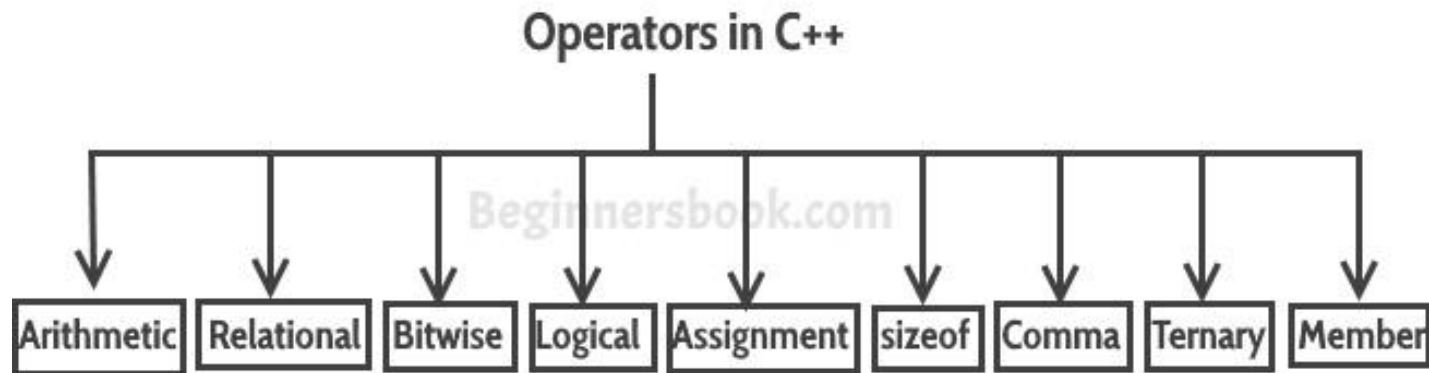 Operators in C++
Beginnersbook.com
Arithmetic Relational Bitwise Logical Assignment sizeof Comma Ternary Member